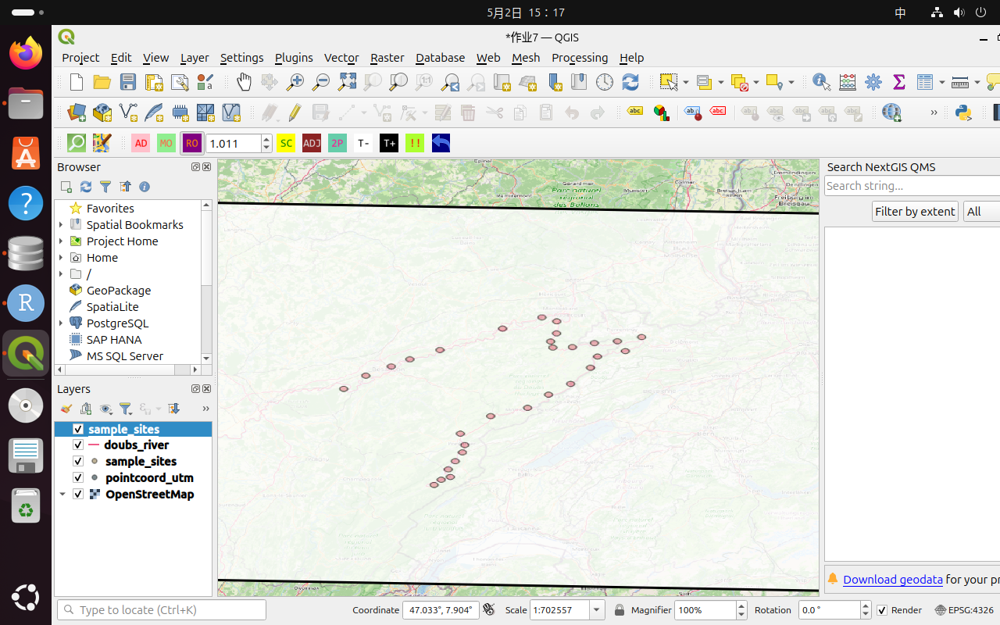 5月2日 15：17
中
*作业7 — QGIS
Project Edit View Layer Settings Plugins Vector Raster Database Web Mesh Processing Help
abc abc abc
AD MO RO 1.011 SC ADJ 2P T- T+ !!
Browser
Favorites
Spatial Bookmarks
Project Home
Home
/
GeoPackage
SpatiaLite
PostgreSQL
SAP HANA
MS SQL Server
Layers
sample_sites
doubs_river
sample_sites
pointcoord_utm
OpenStreetMap
Search NextGIS QMS
Search string...
Filter by extent All
Download geodata for your pr
Type to locate (Ctrl+K)
Coordinate 47.033°, 7.904° Scale 1:702557 Magnifier 100% Rotation 0.0 ° Render EPSG:4326